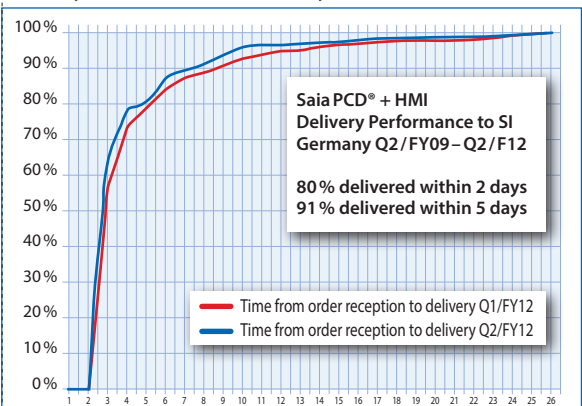 100%
90%
80%
70%
60%
50%
40%
30%
20%
10%
0%
Saia PCD® + HMI
Delivery Performance to SI
Germany Q2/FY09–Q2/F12
80% delivered within 2 days
91% delivered within 5 days
Time from order reception to delivery Q1/FY12
Time from order reception to delivery Q2/FY12
1 2 3 4 5 6 7 8 9 10 11 12 13 14 15 16 17 18 19 20 21 22 23 24 25 26